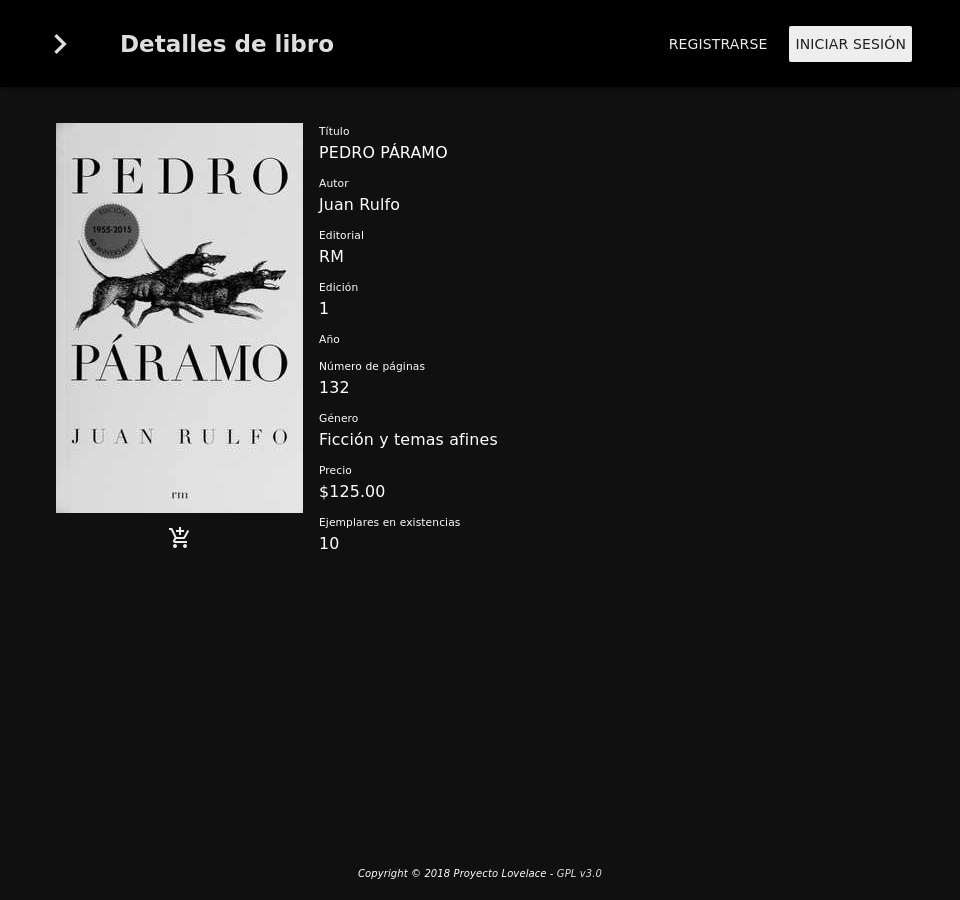 Detalles de libro
REGISTRARSE
INICIAR SESIÓN
PEDRO
EDICIÓN
1955-2015
60 ANIVERSARIO
PÁRAMO
JUAN RULFO
rm
Título
PEDRO PÁRAMO
Autor
Juan Rulfo
Editorial
RM
Edición
1
Año
Número de páginas
132
Género
Ficción y temas afines
Precio
$125.00
Ejemplares en existencias
10
Copyright © 2018 Proyecto Lovelace - GPL v3.0